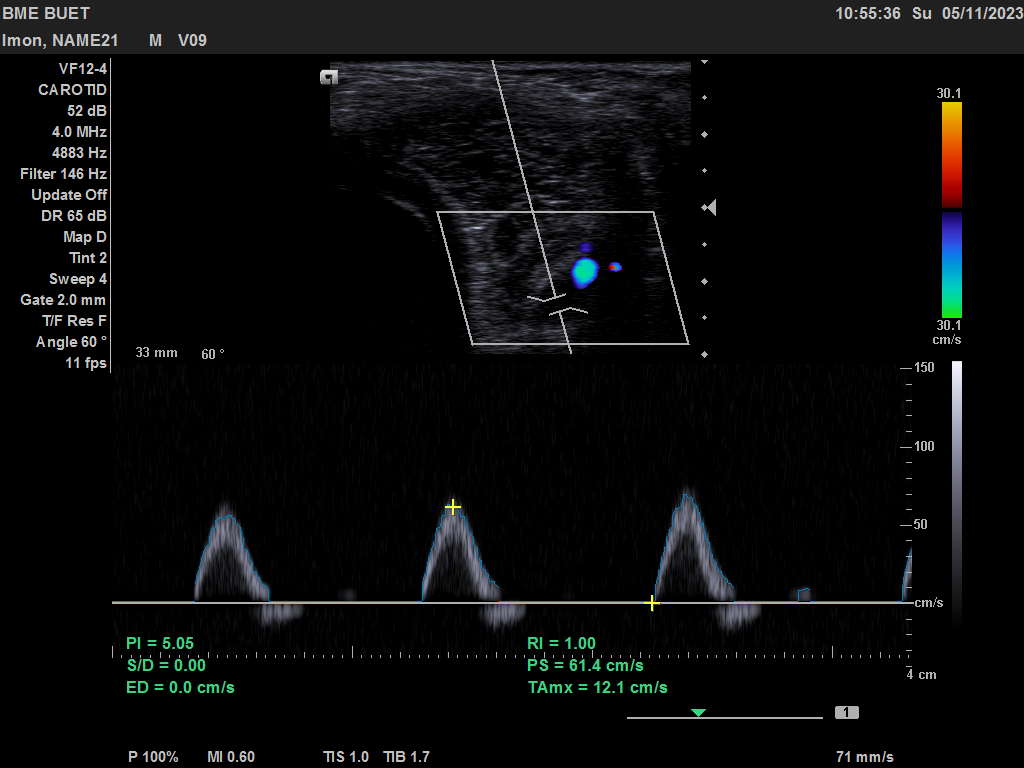 BME BUET 10:55:36 Su 05/11/2023
Imon, NAME21 M V09
VF12-4
CAROTID
52 dB
4.0 MHz
4883 Hz
Filter 146 Hz
Update Off
DR 65 dB
Map D
Tint 2
Sweep 4
Gate 2.0 mm
T/F Res F
Angle 60 °
11 fps
33 mm 60 °
30.1
30.1
cm/s
150
100
50
cm/s
4 cm
PI = 5.05 RI = 1.00
S/D = 0.00 PS = 61.4 cm/s
ED = 0.0 cm/s TAmx = 12.1 cm/s
1
P 100% MI 0.60 TIS 1.0 TIB 1.7 71 mm/s